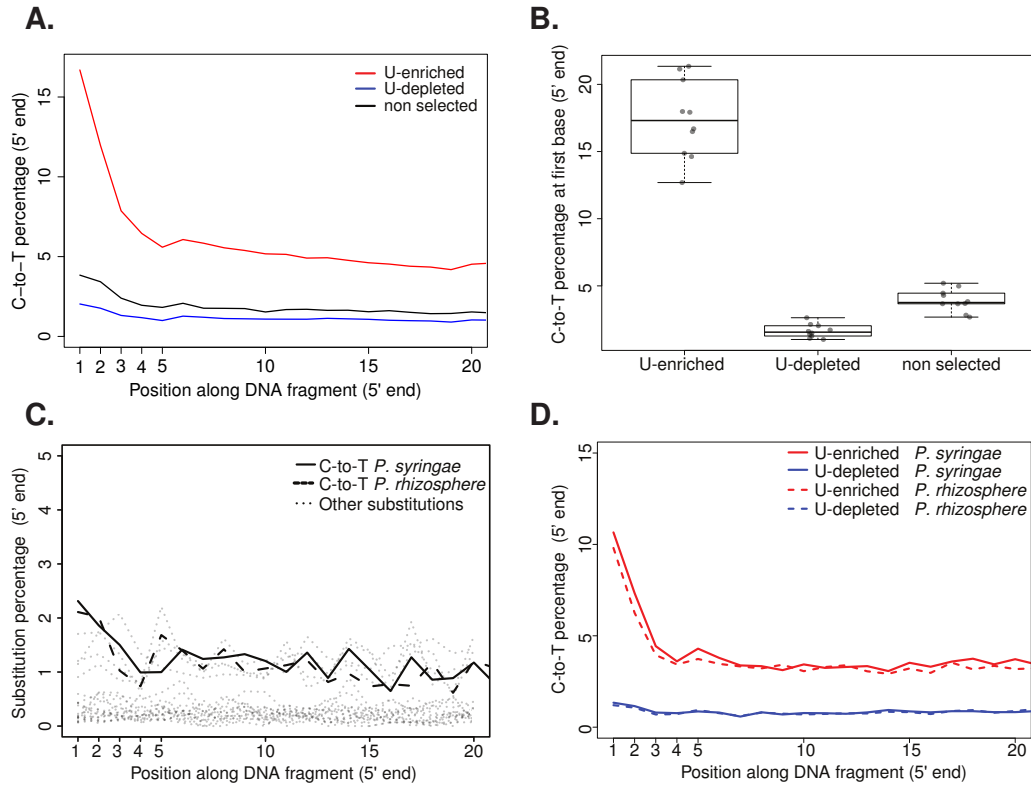 A.
C-to-T percentage (5' end)
15
10
5
0
U-enriched
U-depleted
non selected
1 2 3 4 5 10 15 20
Position along DNA fragment (5' end)
B.
C-to-T percentage at first base (5' end)
20
15
10
5
U-enriched U-depleted non selected
C.
Substitution percentage (5' end)
5
4
3
2
1
0
C-to-T P. syringae
C-to-T P. rhizosphere
Other substitutions
1 2 3 4 5 10 15 20
Position along DNA fragment (5' end)
D.
C-to-T percentage (5' end)
15
10
5
0
U-enriched P. syringae
U-depleted P. syringae
U-enriched P. rhizosphere
U-depleted P. rhizosphere
1 2 3 4 5 10 15 20
Position along DNA fragment (5' end)